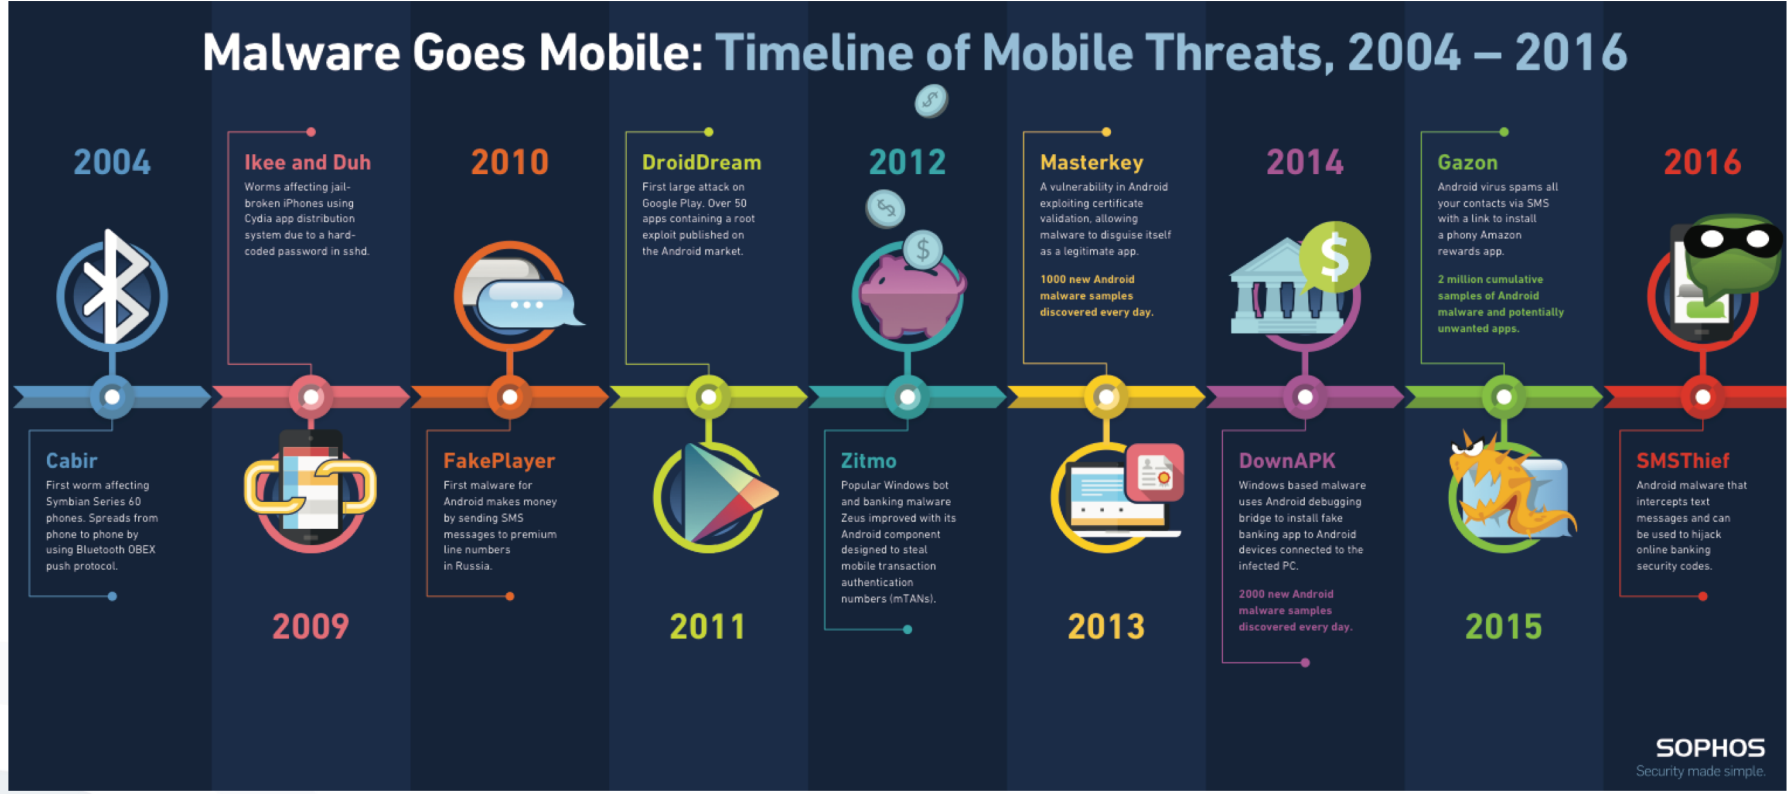 Malware Goes Mobile: Timeline of Mobile Threats, 2004 – 2016
2004
Cabir
First worm affecting
Symbian Series 60
phones. Spreads from
phone to phone by
using Bluetooth OBEX
push protocol.
Ikee and Duh
Worms affecting jail-
broken iPhones using
Cydia app distribution
system due to a hard-
coded password in sshd.
2009
2010
FakePlayer
First malware for
Android makes money
by sending SMS
messages to premium
line numbers
in Russia.
DroidDream
First large attack on
Google Play. Over 50
apps containing a root
exploit published on
the Android market.
2011
2012
$
$
$
Zitmo
Popular Windows bot
and banking malware
Zeus improved with its
Android component
designed to steal
mobile transaction
authentication
numbers (mTANs).
Masterkey
A vulnerability in Android
exploiting certificate
validation, allowing
malware to disguise itself
as a legitimate app.
1000 new Android
malware samples
discovered every day.
2013
2014
$
DownAPK
Windows based malware
uses Android debugging
bridge to install fake
banking app to Android
devices connected to the
infected PC.
2000 new Android
malware samples
discovered every day.
Gazon
Android virus spams all
your contacts via SMS
with a link to install
a phony Amazon
rewards app.
2 million cumulative
samples of Android
malware and potentially
unwanted apps.
2015
2016
SMSThief
Android malware that
intercepts text
messages and can
be used to hijack
online banking
security codes.
SOPHOS
Security made simple.